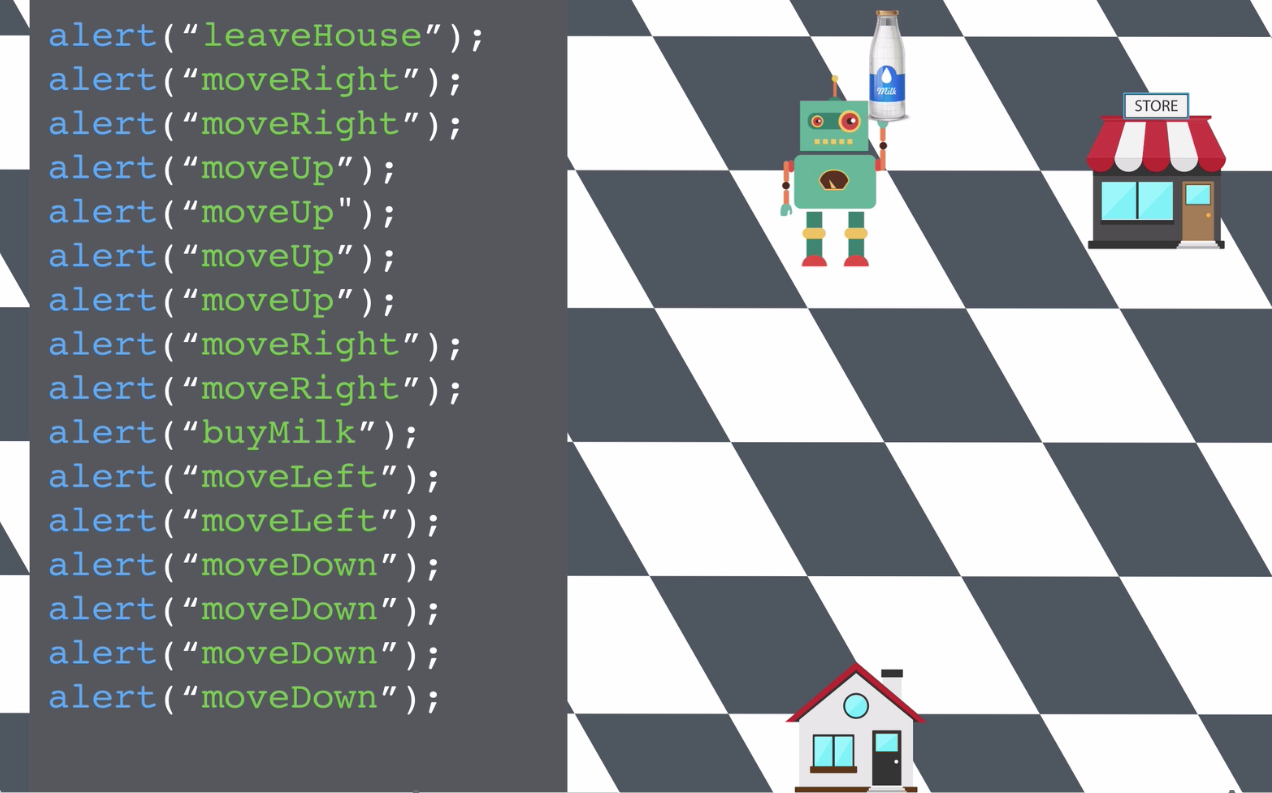 alert(“leaveHouse”);
alert(“moveRight”);
alert(“moveRight”);
alert(“moveUp”);
alert(“moveUp");
alert(“moveUp”);
alert(“moveUp”);
alert(“moveRight”);
alert(“moveRight”);
alert(“buyMilk”);
alert(“moveLeft”);
alert(“moveLeft”);
alert(“moveDown”);
alert(“moveDown”);
alert(“moveDown”);
alert(“moveDown”);
Milk
STORE